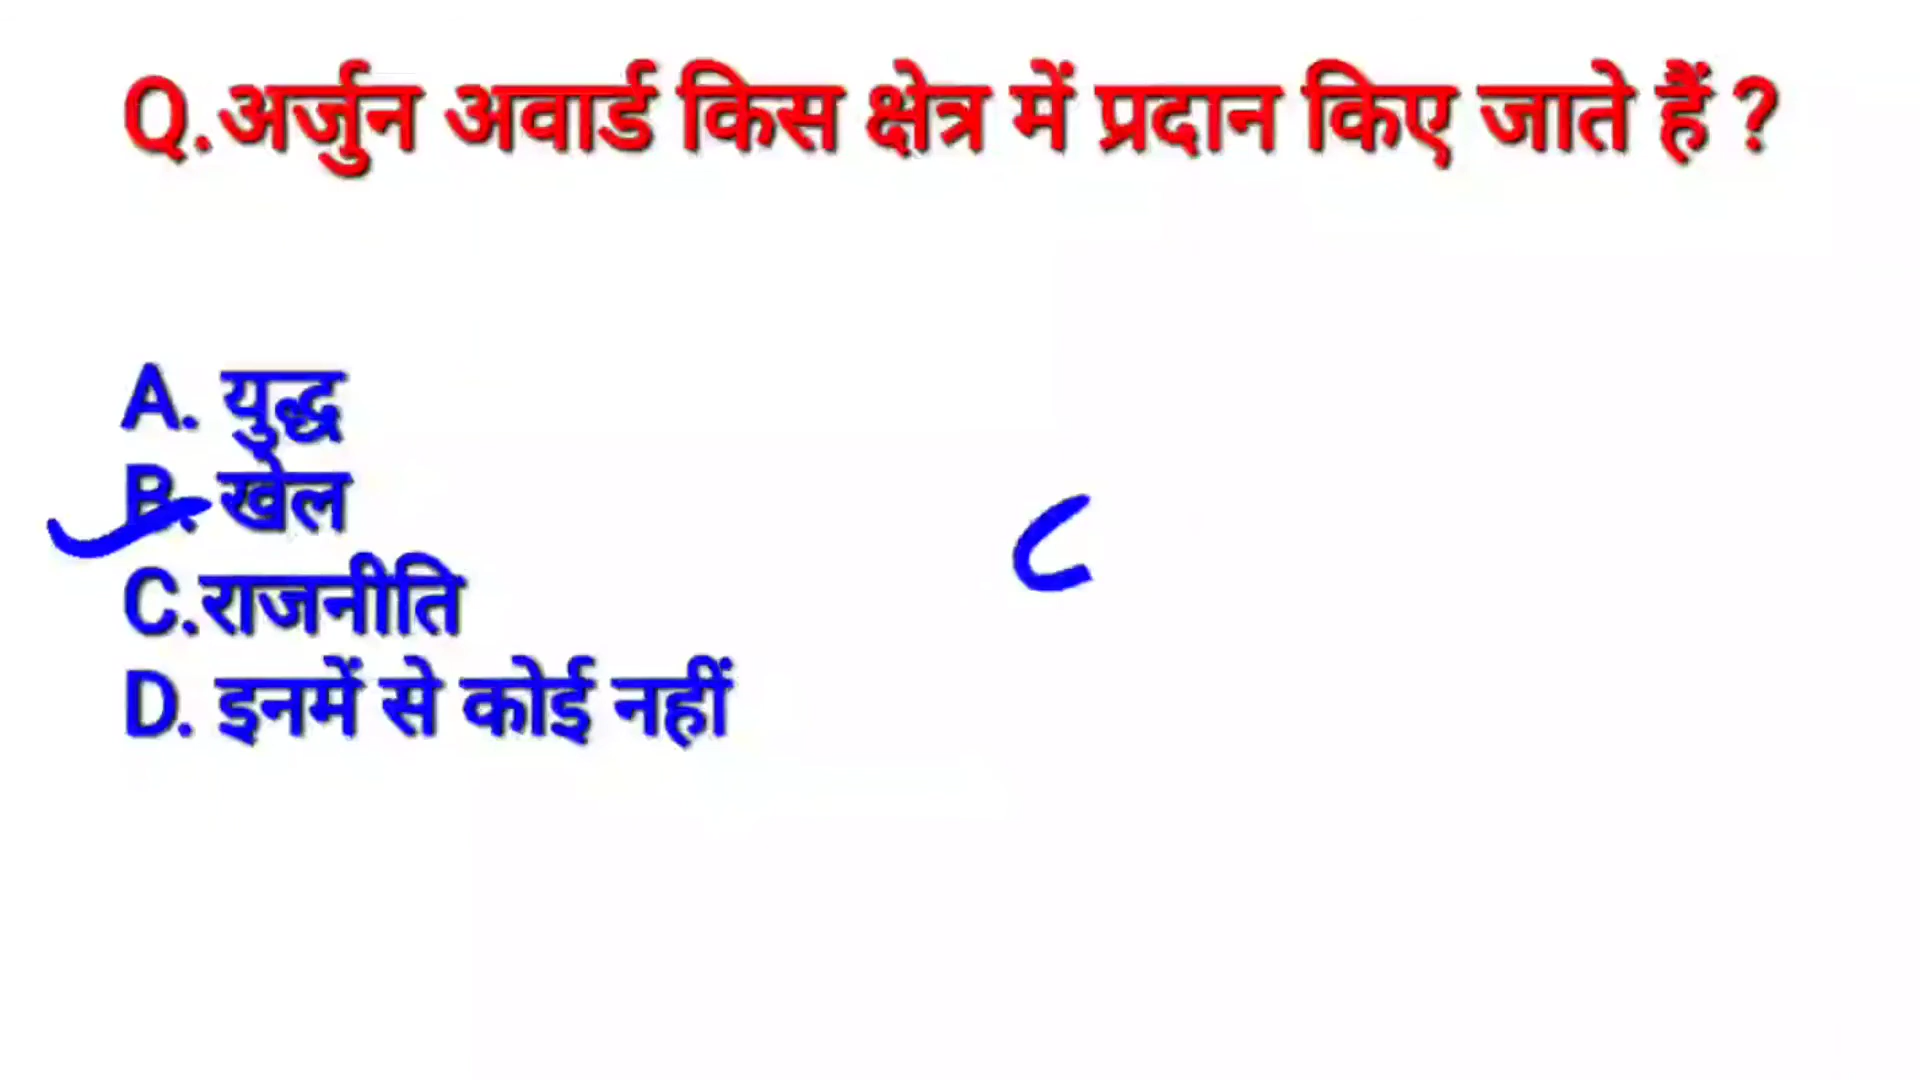 Q.अर्जुन अवार्ड किस क्षेत्र में प्रदान किए जाते हैं ?
A. युद्ध
B. खेल
C.राजनीति
D. इनमें से कोई नहीं